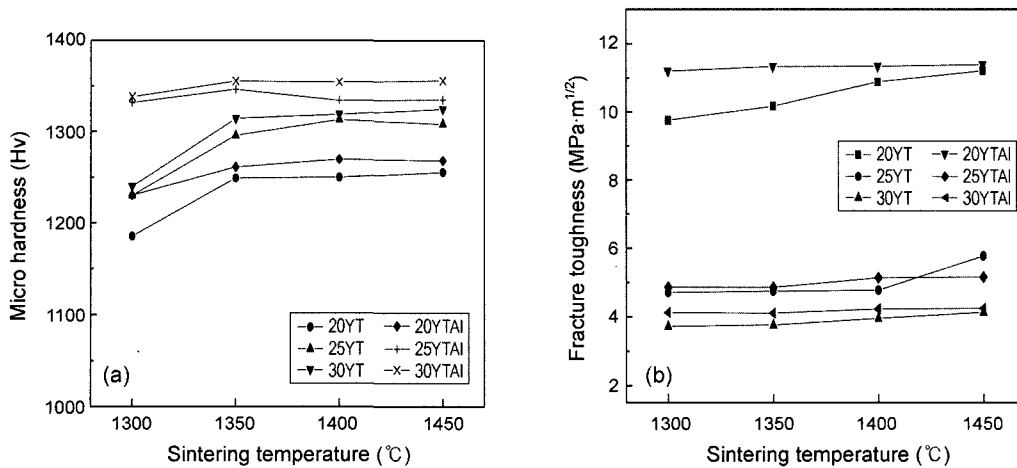 1400
1300
1200
1100
1000
Micro hardness (Hv)
20YT 20YTAl
25YT 25YTAl
30YT 30YTAl
(a)
1300 1350 1400 1450
Sintering temperature (℃)
12
10
8
6
4
2
Fracture toughness (MPa·m1/2)
20YT 20YTAl
25YT 25YTAl
30YT 30YTAl
(b)
1300 1350 1400 1450
Sintering temperature (℃)